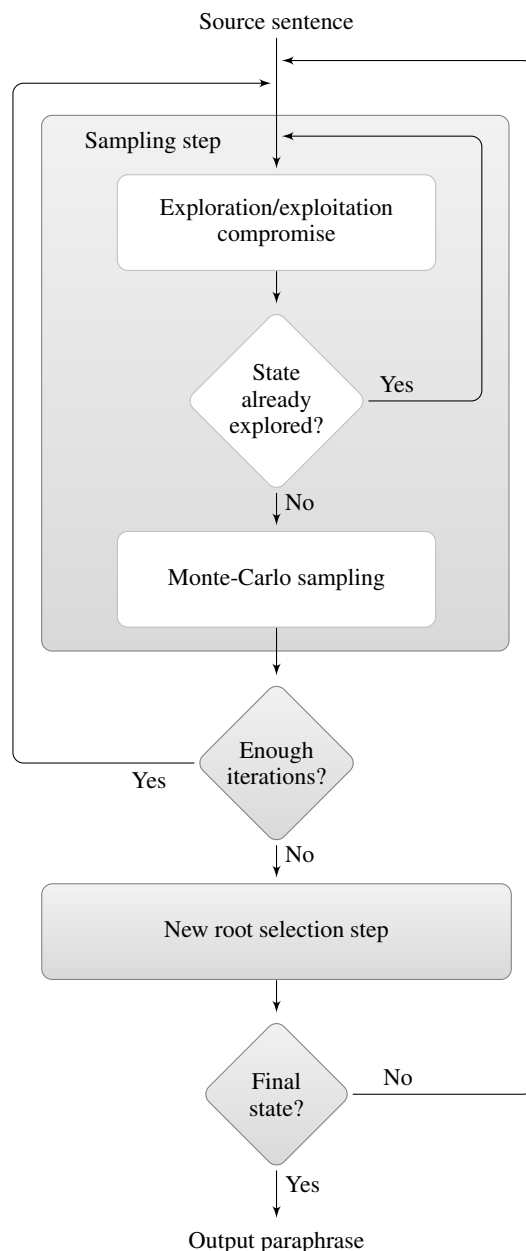 Source sentence
Sampling step
Exploration/exploitation
compromise
State
already
explored?
Yes
No
Monte-Carlo sampling
Enough
iterations?
Yes
No
New root selection step
Final
state?
No
Yes
Output paraphrase